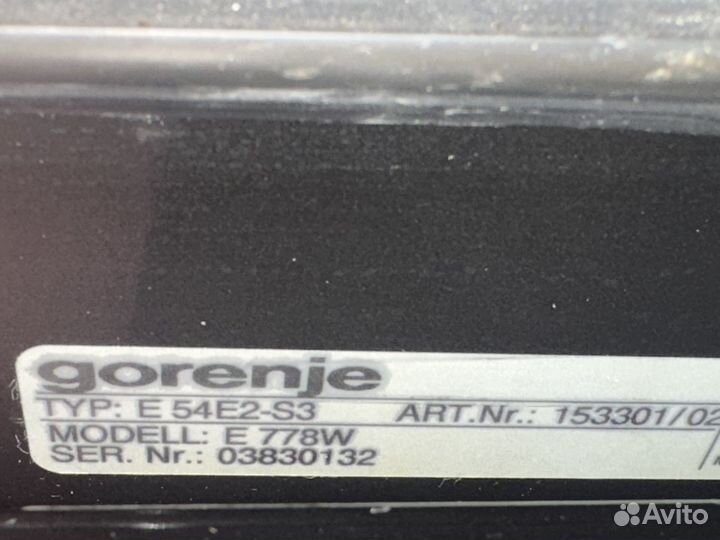 gorenje
TYP: E 54E2-S3 ART.Nr.: 153301/02
MODELL: E 778W
SER. Nr.: 03830132
Avito